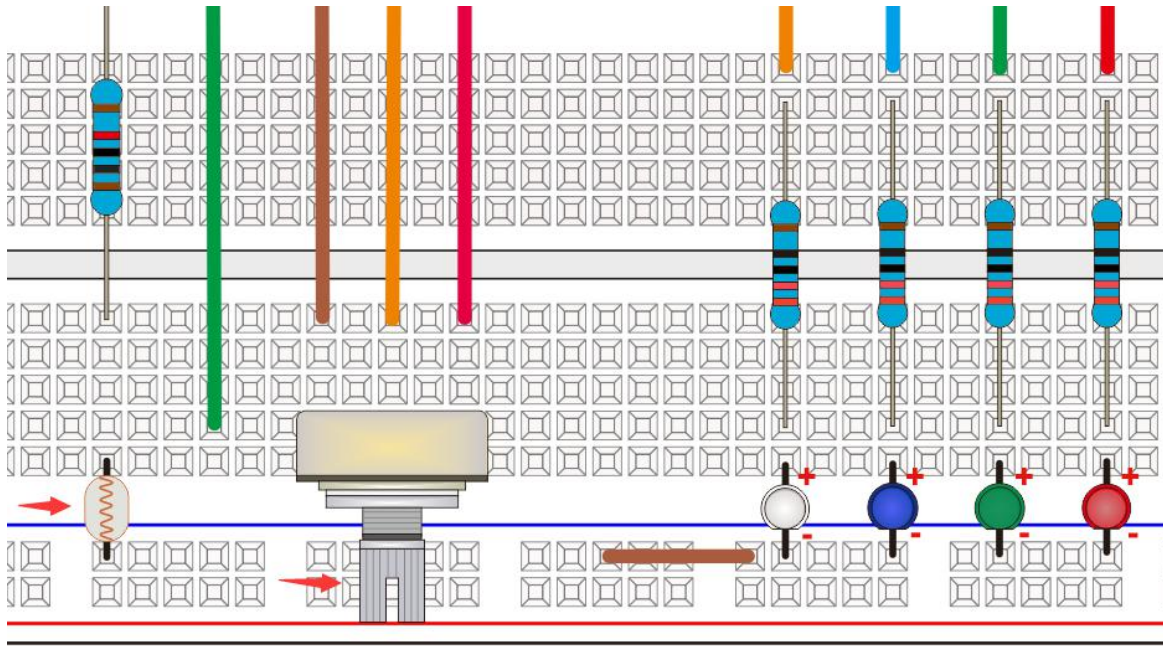 + + + +
- - - -